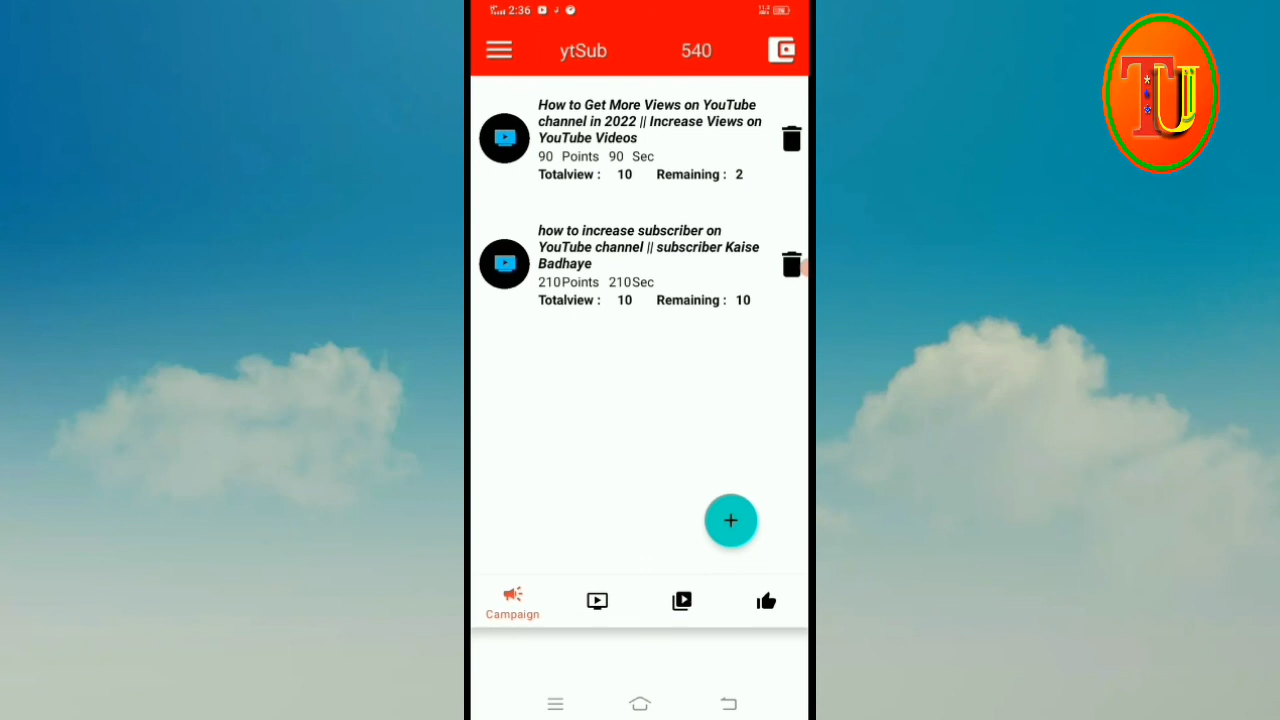 2:36
ytSub 540
How to Get More Views on YouTube
channel in 2022 || Increase Views on
YouTube Videos
90 Points 90 Sec
Totalview : 10 Remaining : 2
how to increase subscriber on
YouTube channel || subscriber Kaise
Badhaye
210Points 210Sec
Totalview : 10 Remaining : 10
Campaign
TU